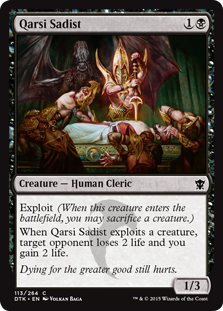 Qarsi Sadist
1
Creature — Human Cleric
Exploit (When this creature enters the
battlefield, you may sacrifice a creature.)
When Qarsi Sadist exploits a creature,
target opponent loses 2 life and you
gain 2 life.
Dying for the greater good still hurts.
1/3
113/264 C
DTK • EN VOLKAN BAGA
™ & © 2015 Wizards of the Coast